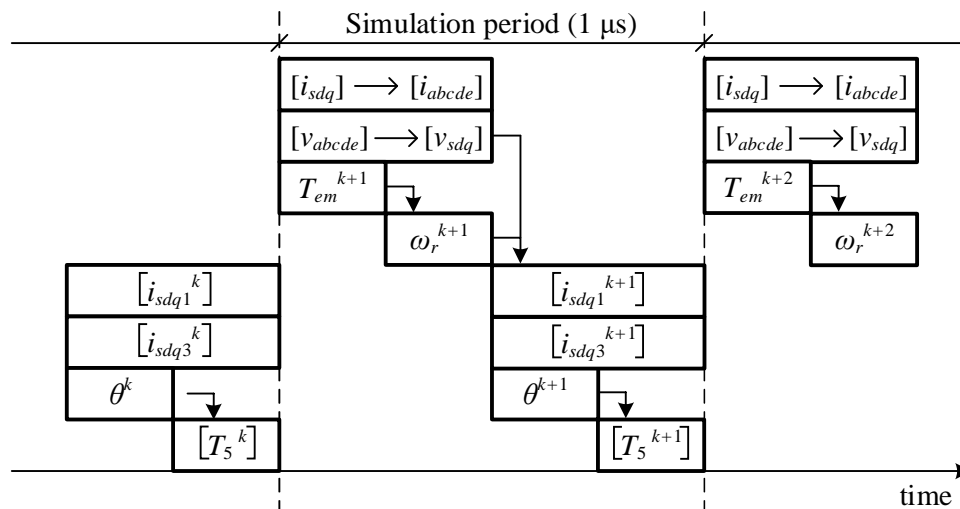 Simulation period (1 μs)
[i_sdq] → [i_abcde]
[v_abcde] → [v_sdq]
T_em^k+1
ω_r^k+1
[i_sdq] → [i_abcde]
[v_abcde] → [v_sdq]
T_em^k+2
ω_r^k+2
[i_sdq1^k]
[i_sdq3^k]
θ^k
[T_5^k]
[i_sdq1^k+1]
[i_sdq3^k+1]
θ^k+1
[T_5^k+1]
time